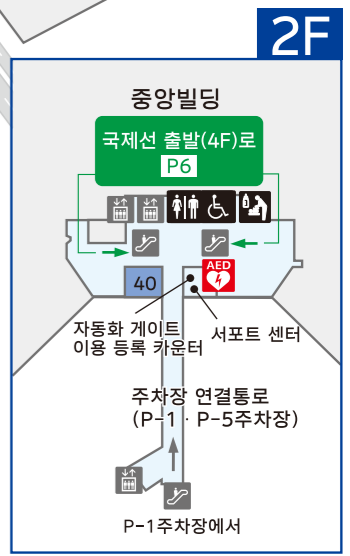 2F
중앙빌딩
국제선 출발(4F)로
P6
AED
40
자동화 게이트
이용 등록 카운터
서포트 센터
주차장 연결통로
(P-1 · P-5주차장)
P-1주차장에서